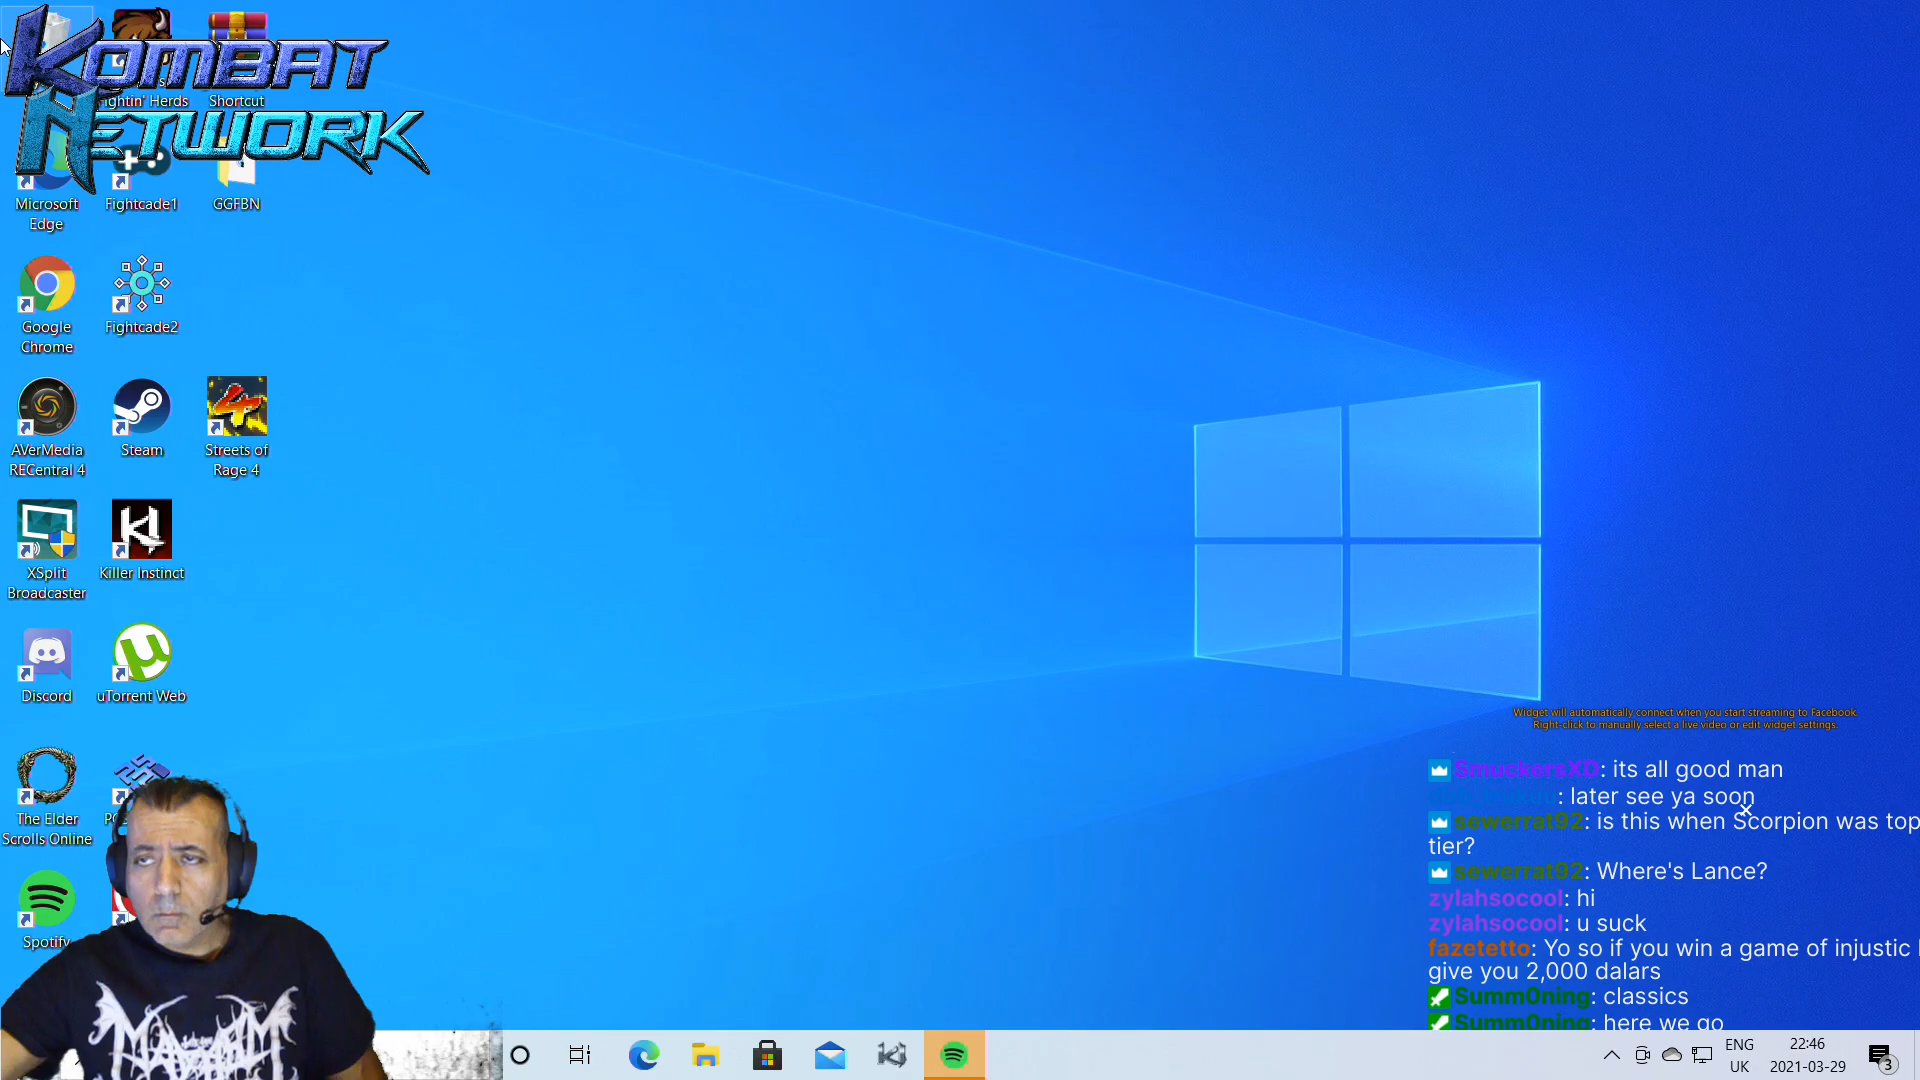 KOMBAT
NETWORK
Fightin' Herds
Shortcut
Microsoft
Edge
Fightcade1
GGFBN
Google
Chrome
Fightcade2
AVerMedia
RECentral 4
Steam
Streets of
Rage 4
XSplit
Broadcaster
Killer Instinct
Discord
uTorrent Web
The Elder
Scrolls Online
Spotify
MAYHEM
Widget will automatically connect when you start streaming to Facebook.
Right-click to manually select a live video or edit widget settings.
SmuckersXD: its all good man
: later see ya soon
sewerrat92: is this when Scorpion was top
tier?
sewerrat92: Where's Lance?
zylahsocool: hi
zylahsocool: u suck
fazetetto: Yo so if you win a game of injustic I
give you 2,000 dalars
Summ0ning: classics
Summ0ning: here we go
ENG
UK
22:46
2021-03-29
3